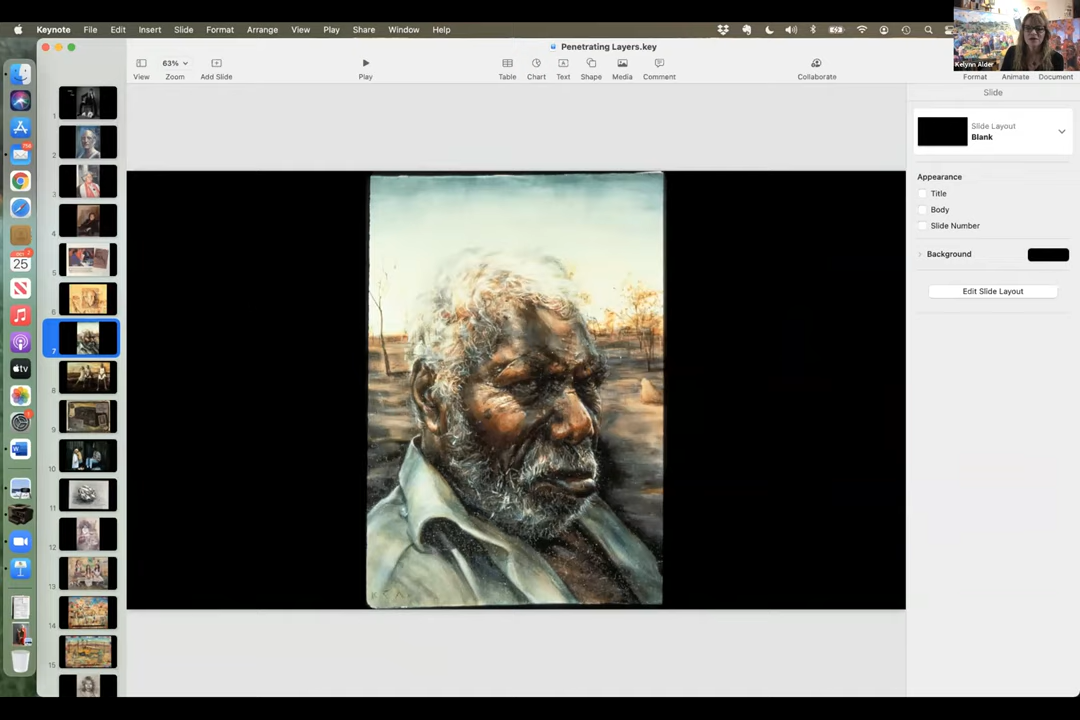 Keynote File Edit Insert Slide Format Arrange View Play Share Window Help
Penetrating Layers.key
63%
View Zoom Add Slide Play Table Chart Text Shape Media Comment Collaborate Format Animate Document
Kelynn Alder
Slide
Slide Layout
Blank
Appearance
Title
Body
Slide Number
Background
Edit Slide Layout
1
2
3
4
5
6
7
8
9
10
11
12
13
14
15
25
tv